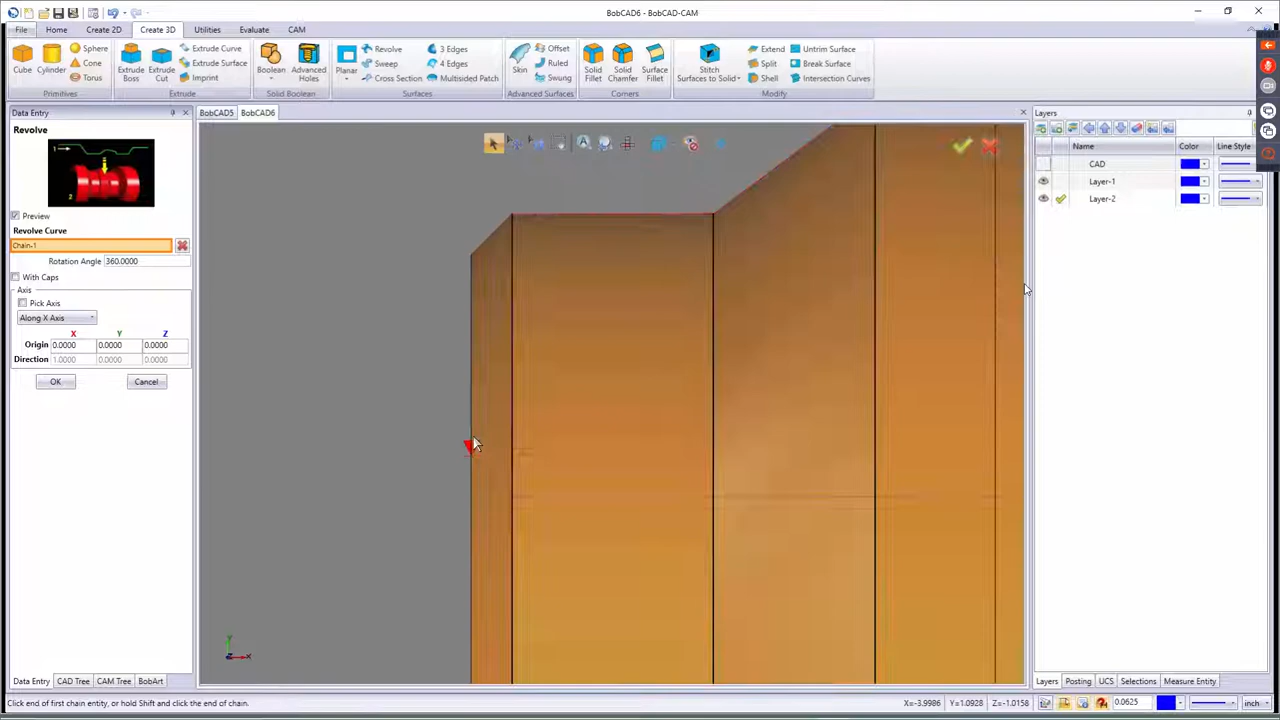 BobCAD6 - BobCAD-CAM
File Home Create 2D Create 3D Utilities Evaluate CAM
Cube Cylinder Sphere Cone Torus
Extrude Boss Extrude Cut Extrude Curve Extrude Surface Imprint
Boolean Advanced Holes
Planar Revolve Sweep Cross Section 3 Edges 4 Edges Multisided Patch
Skin Offset Ruled Swung
Solid Fillet Solid Chamfer Surface Fillet
Stitch Surfaces to Solid Extend Split Shell Untrim Surface Break Surface Intersection Curves
Primitives Extrude Solid Boolean Surfaces Advanced Surfaces Corners Modify
Data Entry
BobCAD5 BobCAD6
Layers
Revolve
1
2
Preview
Revolve Curve
Chain-1
Rotation Angle 360.0000
With Caps
Axis
Pick Axis
Along X Axis
X Y Z
Origin 0.0000 0.0000 0.0000
Direction 1.0000 0.0000 0.0000
OK Cancel
Name Color Line Style
CAD
Layer-1
Layer-2
Y
X
Data Entry CAD Tree CAM Tree BobArt
Layers Posting UCS Selections Measure Entity
Click end of first chain entity, or hold Shift and click the end of chain.
X=-3.9986 Y=1.0928 Z=-1.0158
0.0625
inch